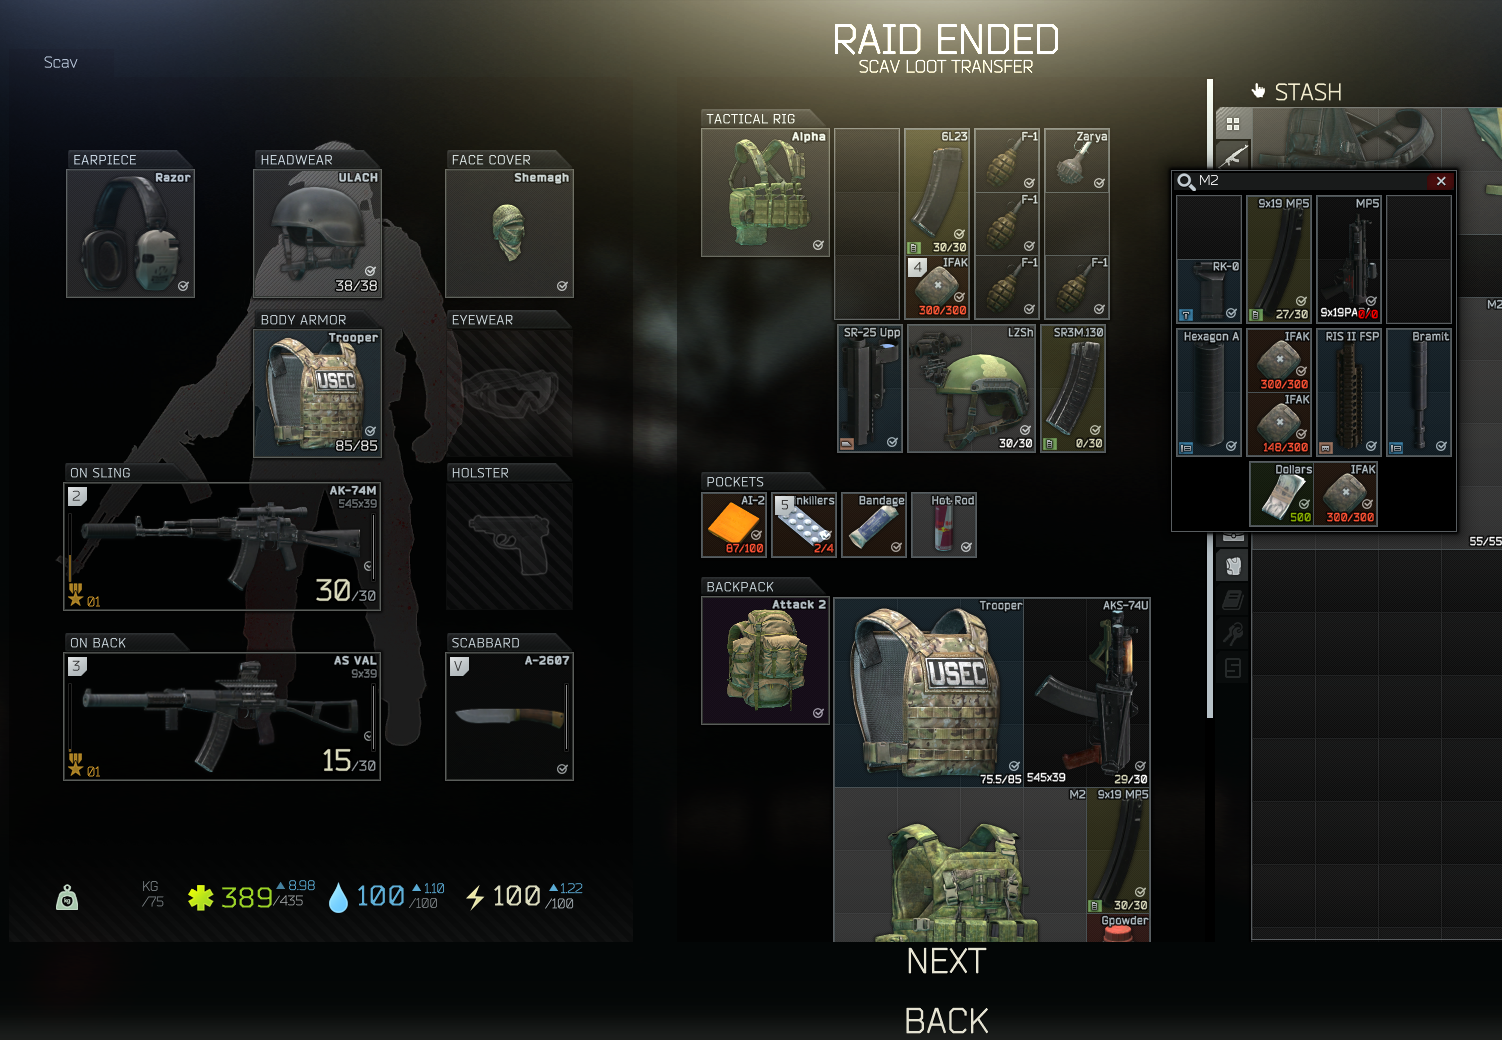 RAID ENDED
SCAV LOOT TRANSFER
Scav
STASH
EARPIECE
Razor
HEADWEAR
ULACH
38/38
FACE COVER
Shemagh
BODY ARMOR
Trooper
USEC
85/85
EYEWEAR
ON SLING
2
AK-74M
545x39
30/30
01
HOLSTER
ON BACK
3
AS VAL
9x39
15/30
01
SCABBARD
V
A-2607
KG
/75
389
8.98
/435
100
1.10
/100
100
1.22
/100
TACTICAL RIG
Alpha
6L23
30/30
F-1
Zarya
F-1
4
IFAK
300/300
F-1
F-1
SR-25 Upp
LZSh
30/30
SR3M.130
0/30
POCKETS
AI-2
87/100
5
nkillers
2/4
Bandage
Hot Rod
BACKPACK
Attack 2
Trooper
USEC
75.5/85
AKS-74U
545x39
29/30
M2
9x19 MP5
30/30
Gpowder
M2
RK-0
9x19 MP5
27/30
MP5
9x19PA
0/0
Hexagon A
IFAK
300/300
IFAK
148/300
RIS II FSP
Bramit
Dollars
500
IFAK
300/300
M2
55/55
NEXT
BACK